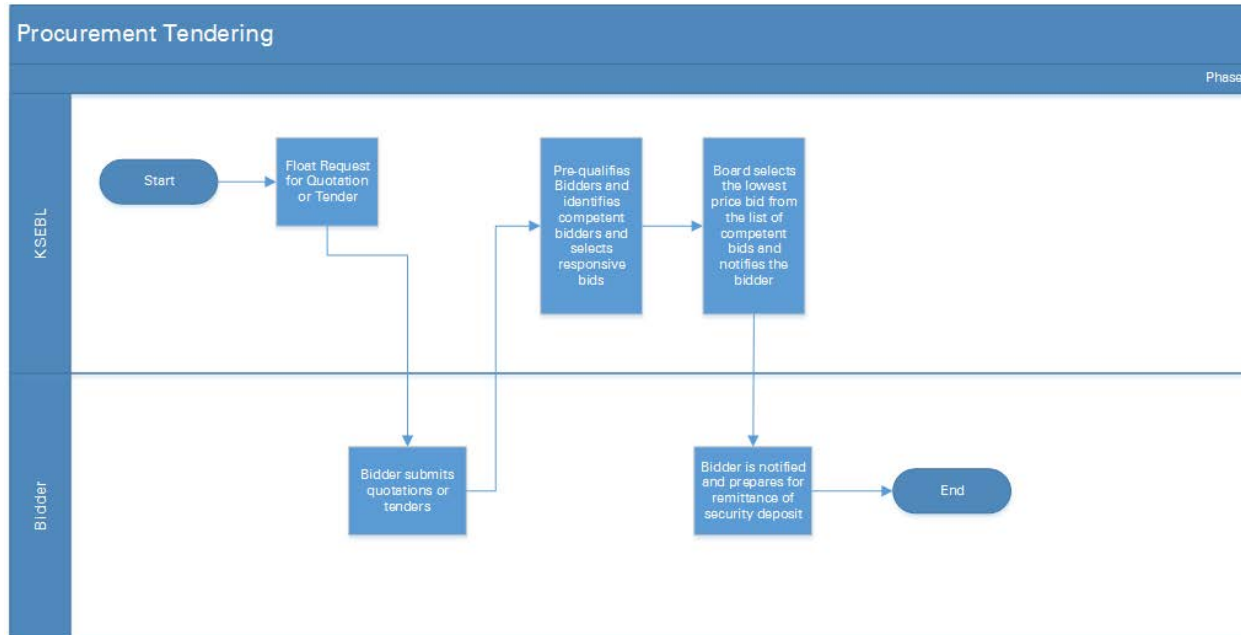 Procurement Tendering
Phase
KSEBL
Start
Float Request
for Quotation
or Tender
Pre-qualifies
Bidders and
identifies
competent
bidders and
selects
responsive
bids
Board selects
the lowest
price bid from
the list of
competent
bids and
notifies the
bidder
Bidder
Bidder submits
quotations or
tenders
Bidder is notified
and prepares for
remittance of
security deposit
End